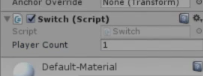 Anchor Override None (Transform)
Switch (Script)
Script Switch
Player Count 1
Default-Material